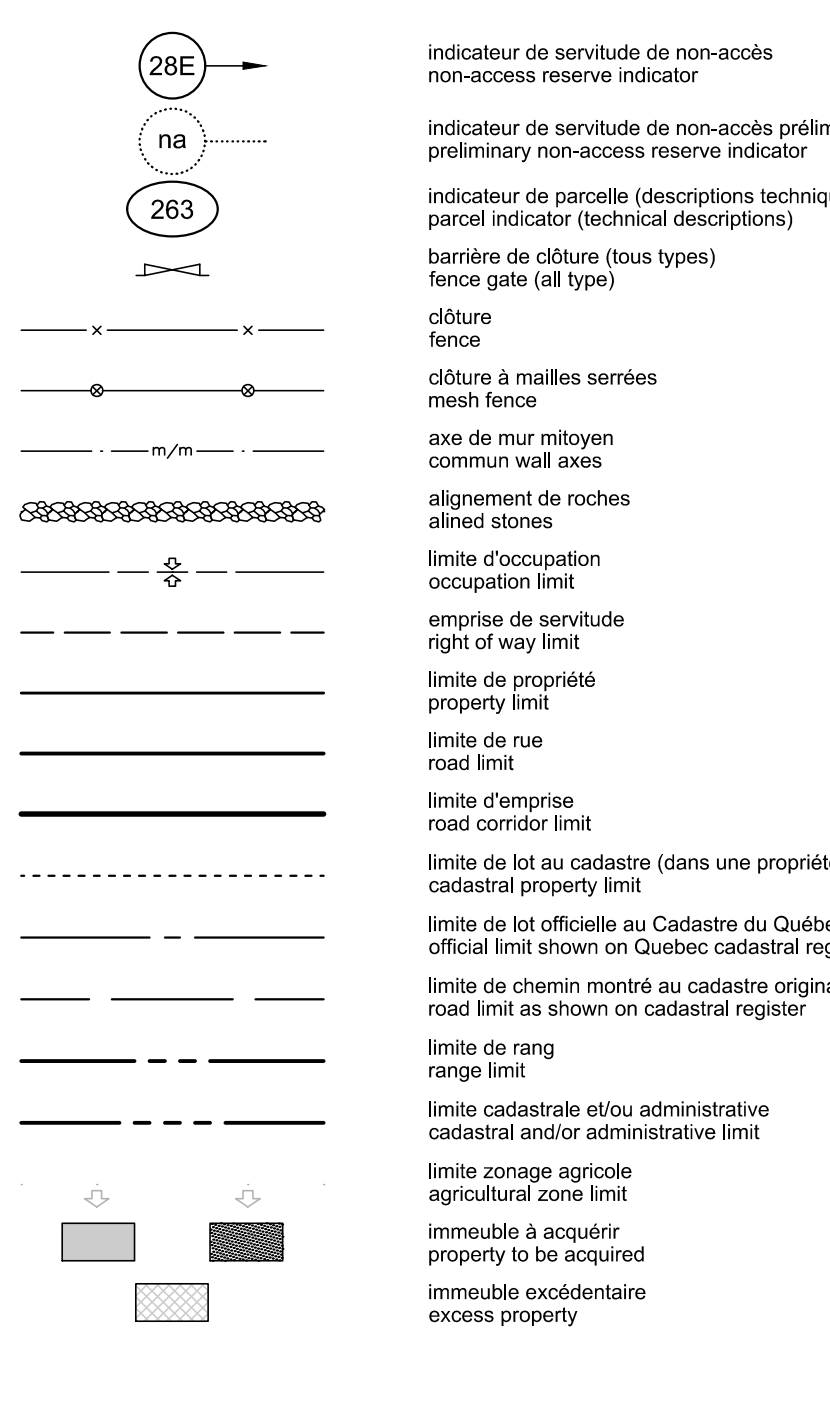 28E
indicateur de servitude de non-accès
non-access reserve indicator
na
indicateur de servitude de non-accès
preliminary non-access reserve indicator
263
indicateur de parcelle (descriptions
parcel indicator (technical descriptions)
barrière de clôture (tous types)
fence gate (all type)
clôture
fence
clôture à mailles serrées
mesh fence
m/m
axe de mur mitoyen
commun wall axes
alignement de roches
alined stones
limite d'occupation
occupation limit
emprise de servitude
right of way limit
limite de propriété
property limit
limite de rue
road limit
limite d'emprise
road corridor limit
limite de lot au cadastre (dans une
cadastral property limit
limite de lot officielle au Cadastre du
official limit shown on Quebec cadastral
limite de chemin montré au cadastre
road limit as shown on cadastral register
limite de rang
range limit
limite cadastrale et/ou administrative
cadastral and/or administrative limit
limite zonage agricole
agricultural zone limit
immeuble à acquérir
property to be acquired
immeuble excédentaire
excess property